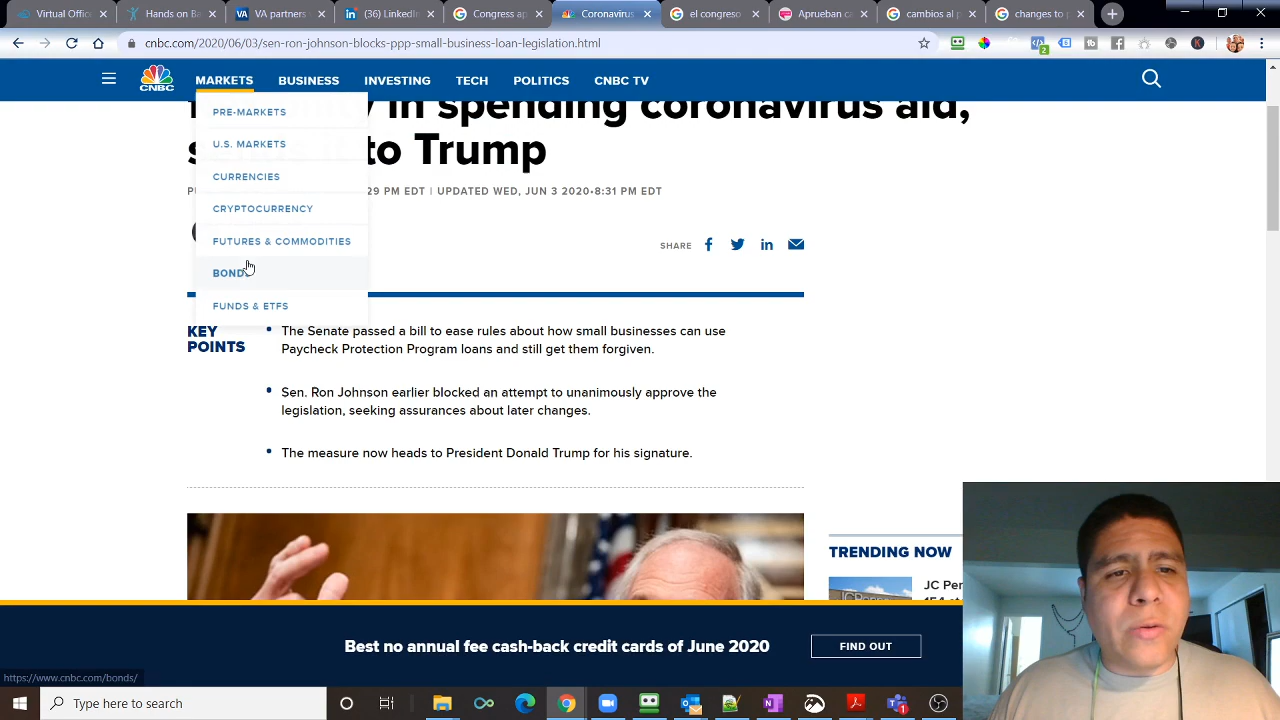 Virtual Office
Hands on Ba
VA partners
(36) LinkedIn
Congress ap
Coronavirus
el congreso
Aprueban ca
cambios al p
changes to p
cnbc.com/2020/06/03/sen-ron-johnson-blocks-ppp-small-business-loan-legislation.html
2
CNBC
MARKETS
BUSINESS
INVESTING
TECH
POLITICS
CNBC TV
PRE-MARKETS
U.S. MARKETS
CURRENCIES
CRYPTOCURRENCY
FUTURES & COMMODITIES
BONDS
FUNDS & ETFS
in spending coronavirus aid,
to Trump
29 PM EDT | UPDATED WED, JUN 3 2020•8:31 PM EDT
SHARE
KEY
POINTS
• The Senate passed a bill to ease rules about how small businesses can use
Paycheck Protection Program loans and still get them forgiven.
• Sen. Ron Johnson earlier blocked an attempt to unanimously approve the
legislation, seeking assurances about later changes.
• The measure now heads to President Donald Trump for his signature.
TRENDING NOW
JC Pen
Best no annual fee cash-back credit cards of June 2020
FIND OUT
https://www.cnbc.com/bonds/
Type here to search
1